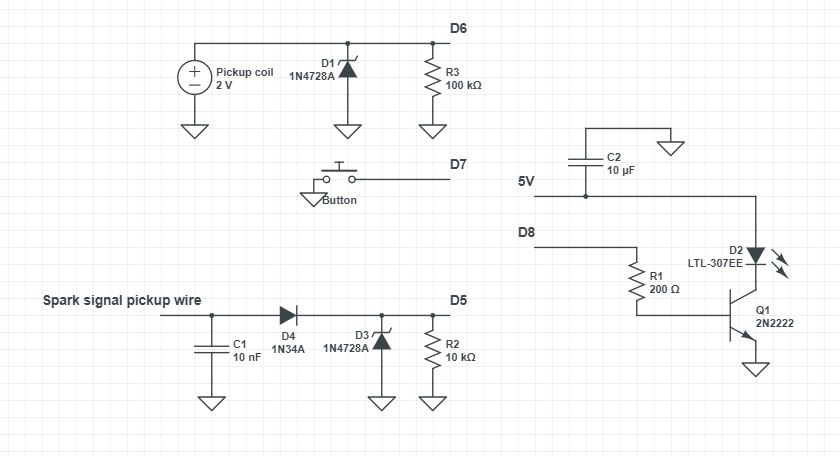 D6
Pickup coil
2 V
D1
1N4728A
R3
100 kΩ
D7
Button
C2
10 µF
5V
D8
D2
LTL-307EE
R1
200 Ω
Q1
2N2222
Spark signal pickup wire
D5
C1
10 nF
D4
1N34A
D3
1N4728A
R2
10 kΩ